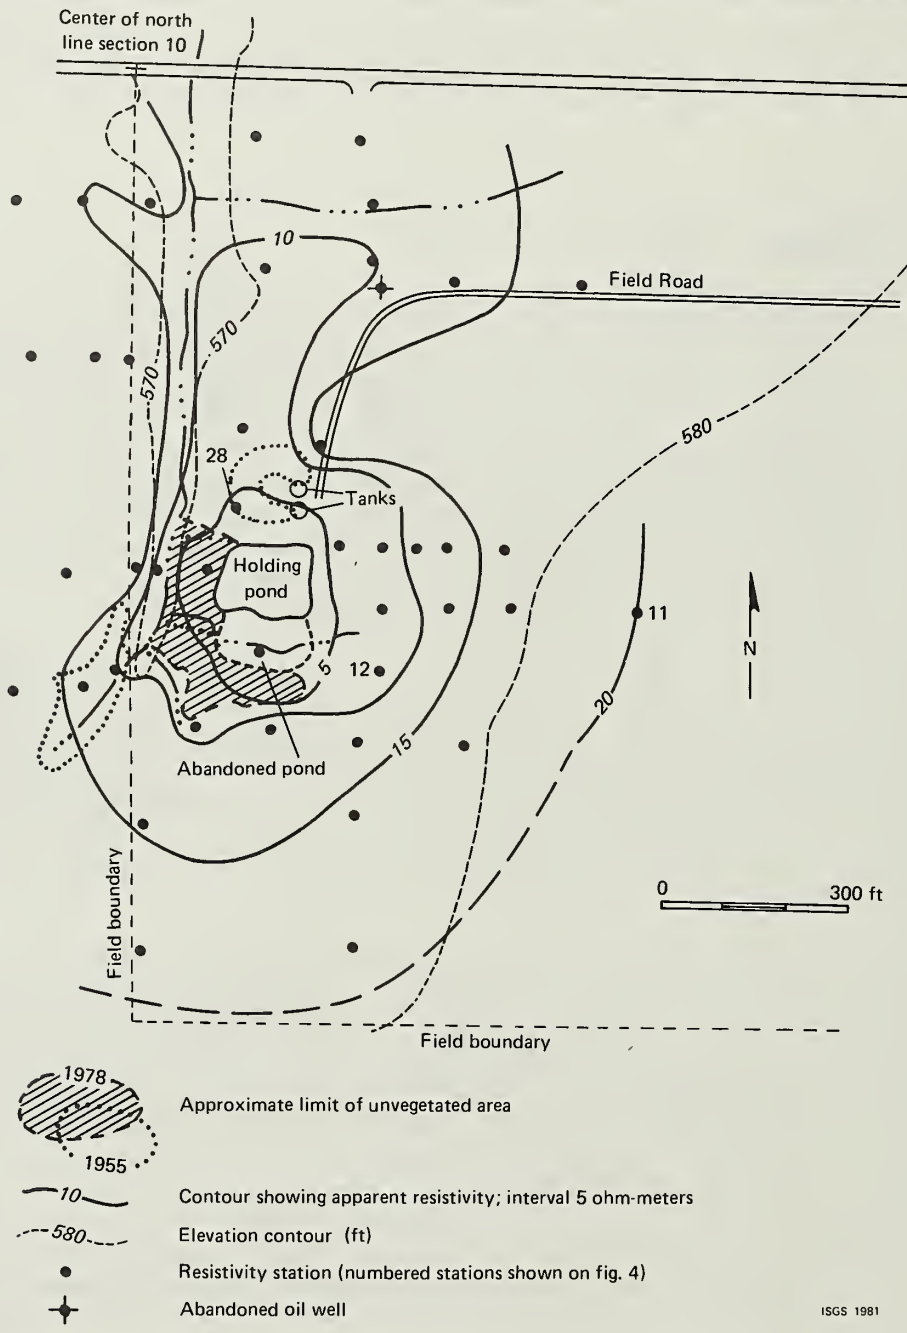 Center of north
line section 10
10
Field Road
570
570
580
28
Tanks
Holding
pond
11
N
5
12
20
15
Abandoned pond
0 300 ft
Field boundary
Field boundary
1978
Approximate limit of unvegetated area
1955
10
Contour showing apparent resistivity; interval 5 ohm-meters
580
Elevation contour (ft)
Resistivity station (numbered stations shown on fig. 4)
Abandoned oil well
ISGS 1981